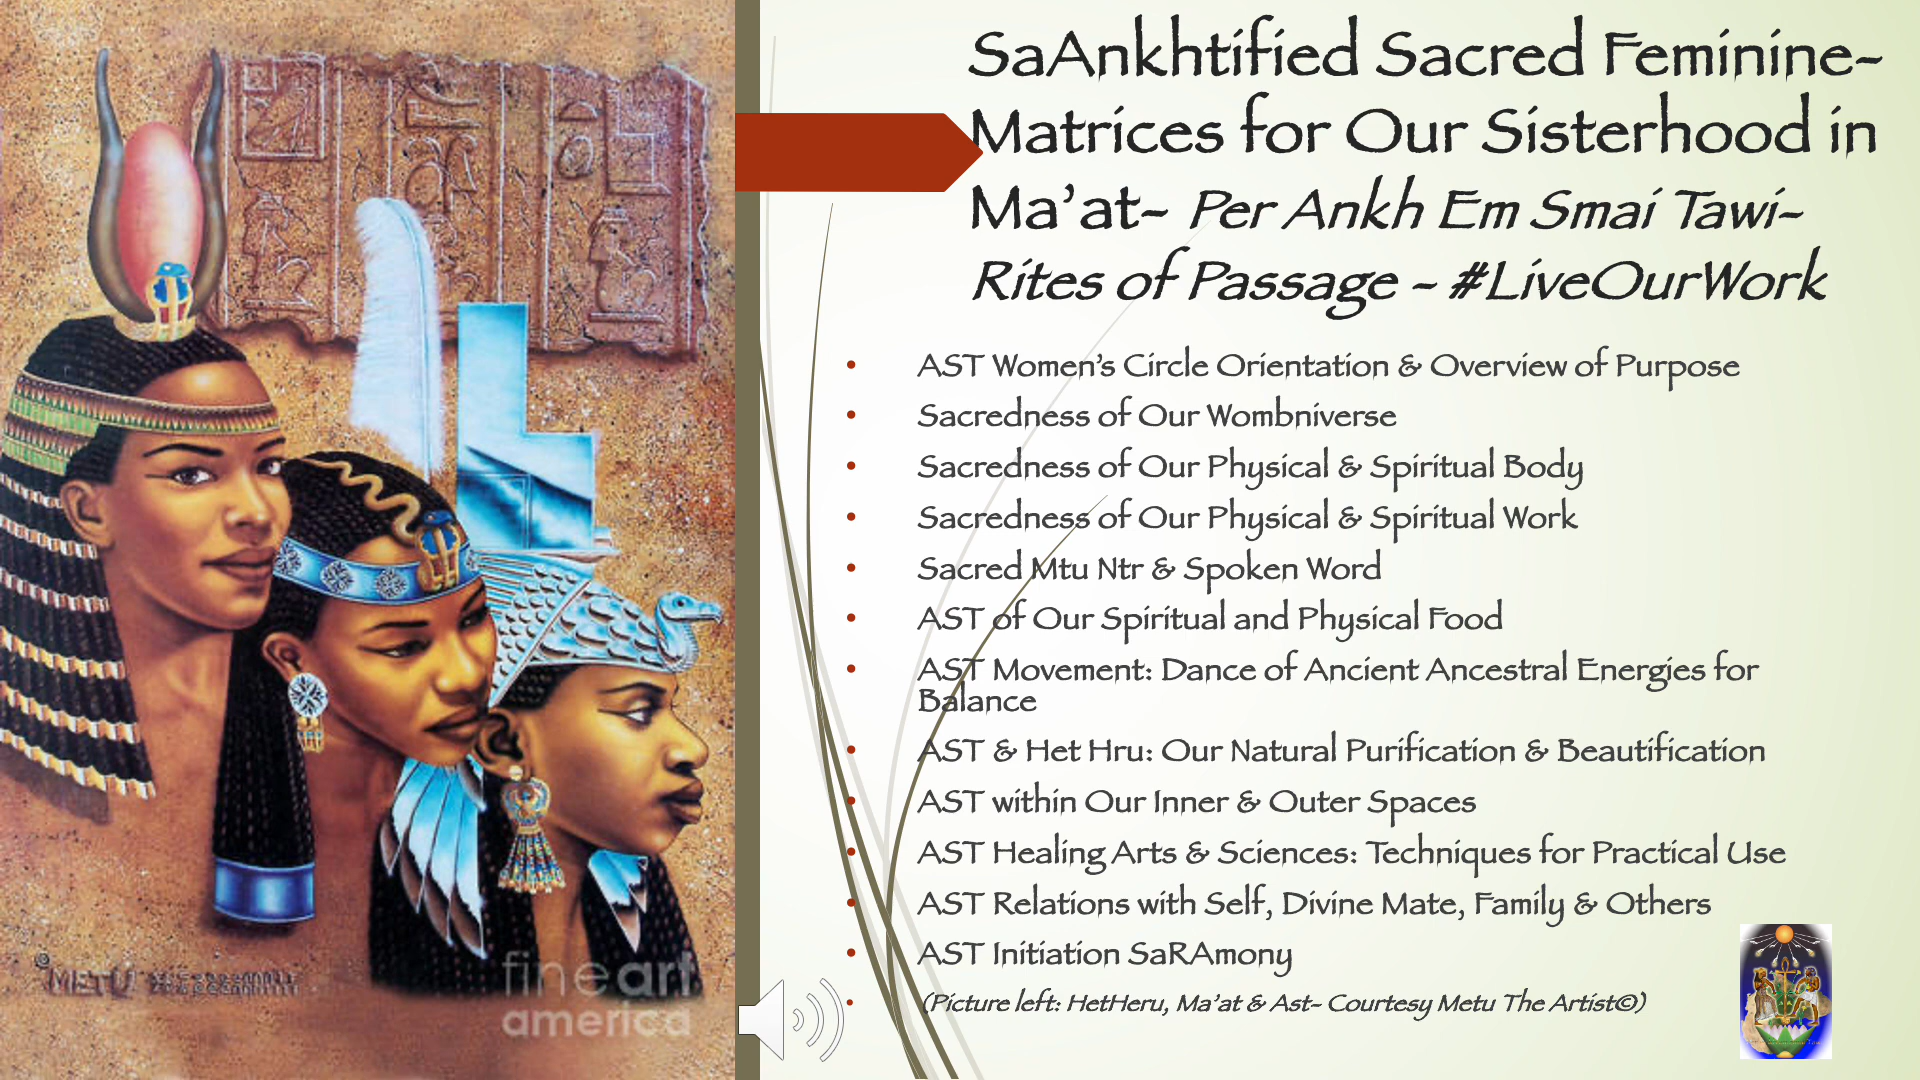 SaAnkhtified Sacred Feminine-
Matrices for Our Sisterhood in
Ma’at- Per Ankh Em Smai Tawi-
Rites of Passage - #LiveOurWork
• AST Women’s Circle Orientation & Overview of Purpose
• Sacredness of Our Wombniverse
• Sacredness of Our Physical & Spiritual Body
• Sacredness of Our Physical & Spiritual Work
• Sacred Mtu Ntr & Spoken Word
• AST of Our Spiritual and Physical Food
• AST Movement: Dance of Ancient Ancestral Energies for
Balance
• AST & Het Hru: Our Natural Purification & Beautification
• AST within Our Inner & Outer Spaces
• AST Healing Arts & Sciences: Techniques for Practical Use
• AST Relations with Self, Divine Mate, Family & Others
• AST Initiation SaRAmony
• (Picture left: HetHeru, Ma’at & Ast- Courtesy Metu The Artist©)
© METU
fine art
america